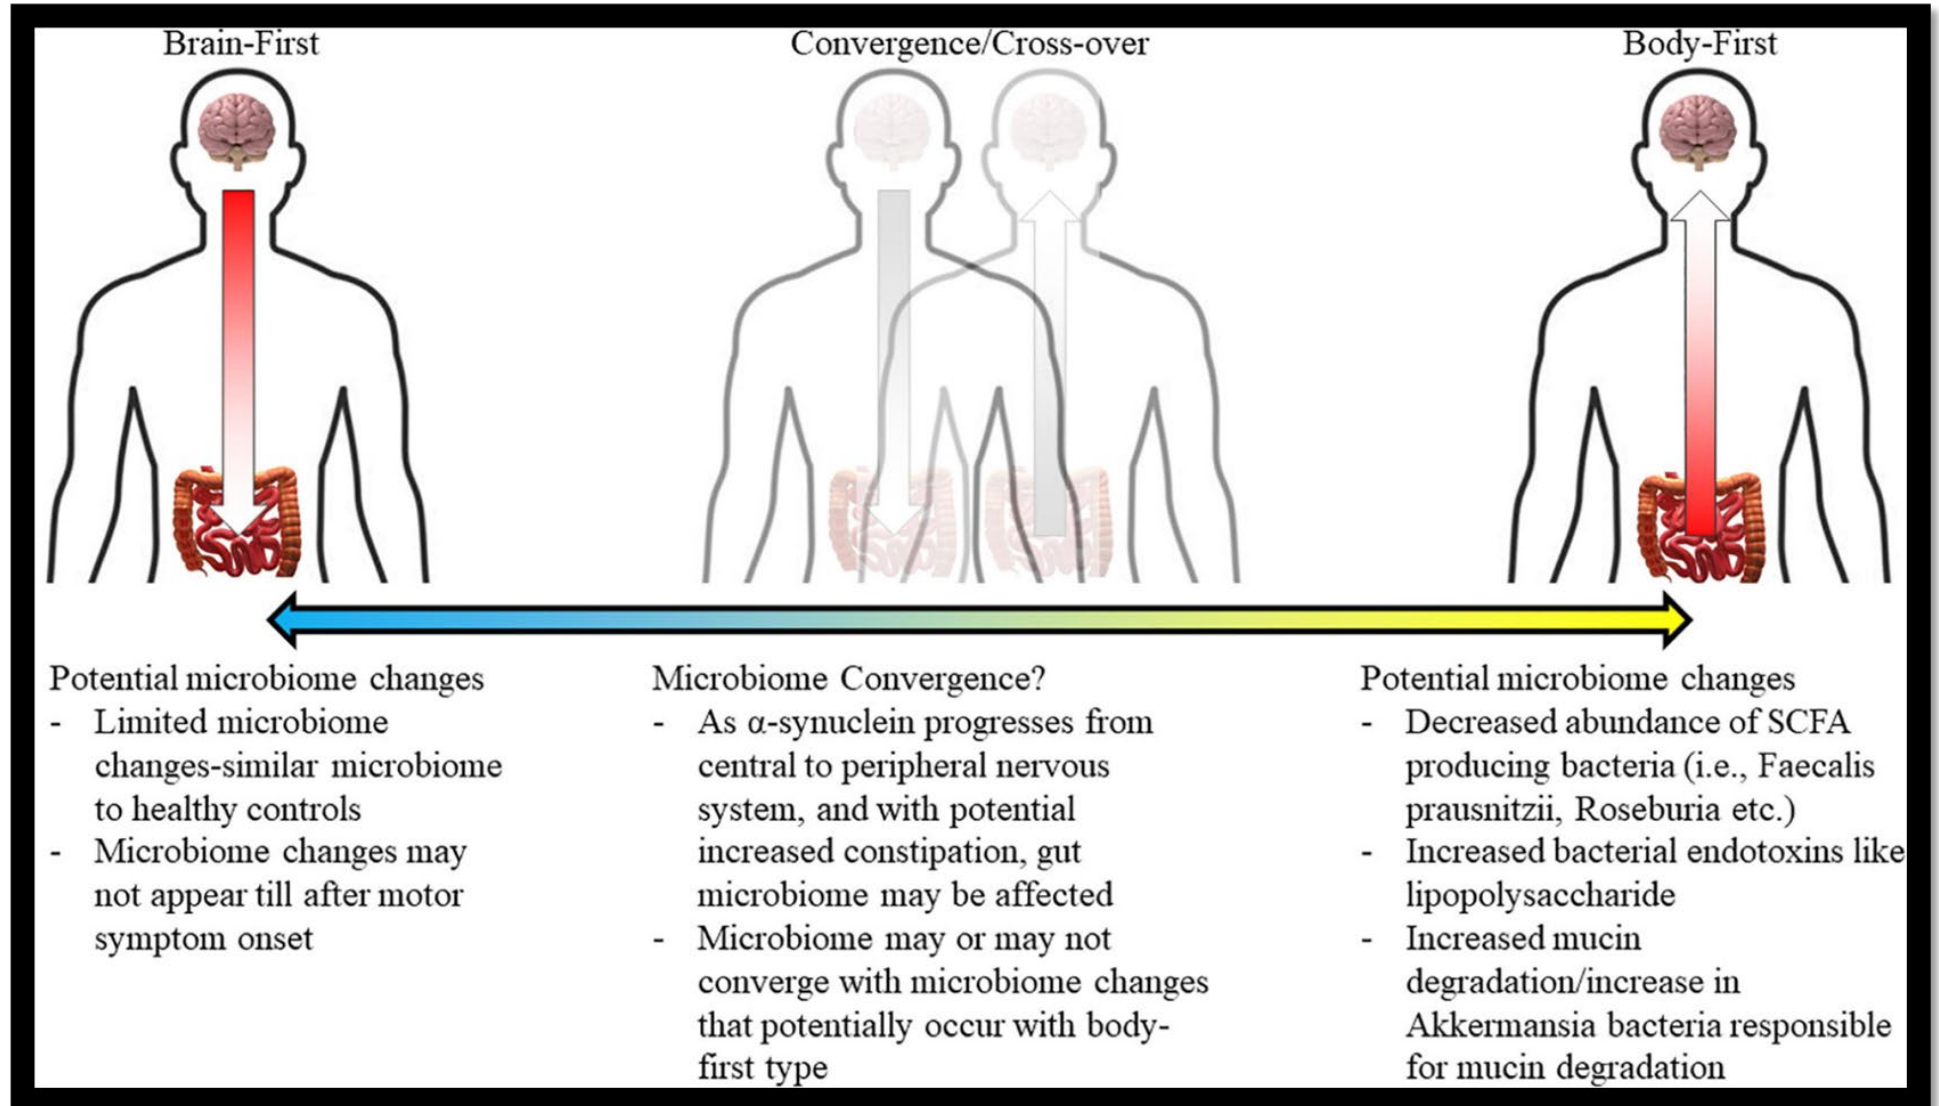 Brain-First
Convergence/Cross-over
Body-First
Potential microbiome changes
- Limited microbiome
changes-similar microbiome
to healthy controls
- Microbiome changes may
not appear till after motor
symptom onset
Microbiome Convergence?
- As α-synuclein progresses from
central to peripheral nervous
system, and with potential
increased constipation, gut
microbiome may be affected
- Microbiome may or may not
converge with microbiome changes
that potentially occur with body-
first type
Potential microbiome changes
- Decreased abundance of SCFA
producing bacteria (i.e., Faecalis
prausnitzii, Roseburia etc.)
- Increased bacterial endotoxins like
lipopolysaccharide
- Increased mucin
degradation/increase in
Akkermansia bacteria responsible
for mucin degradation